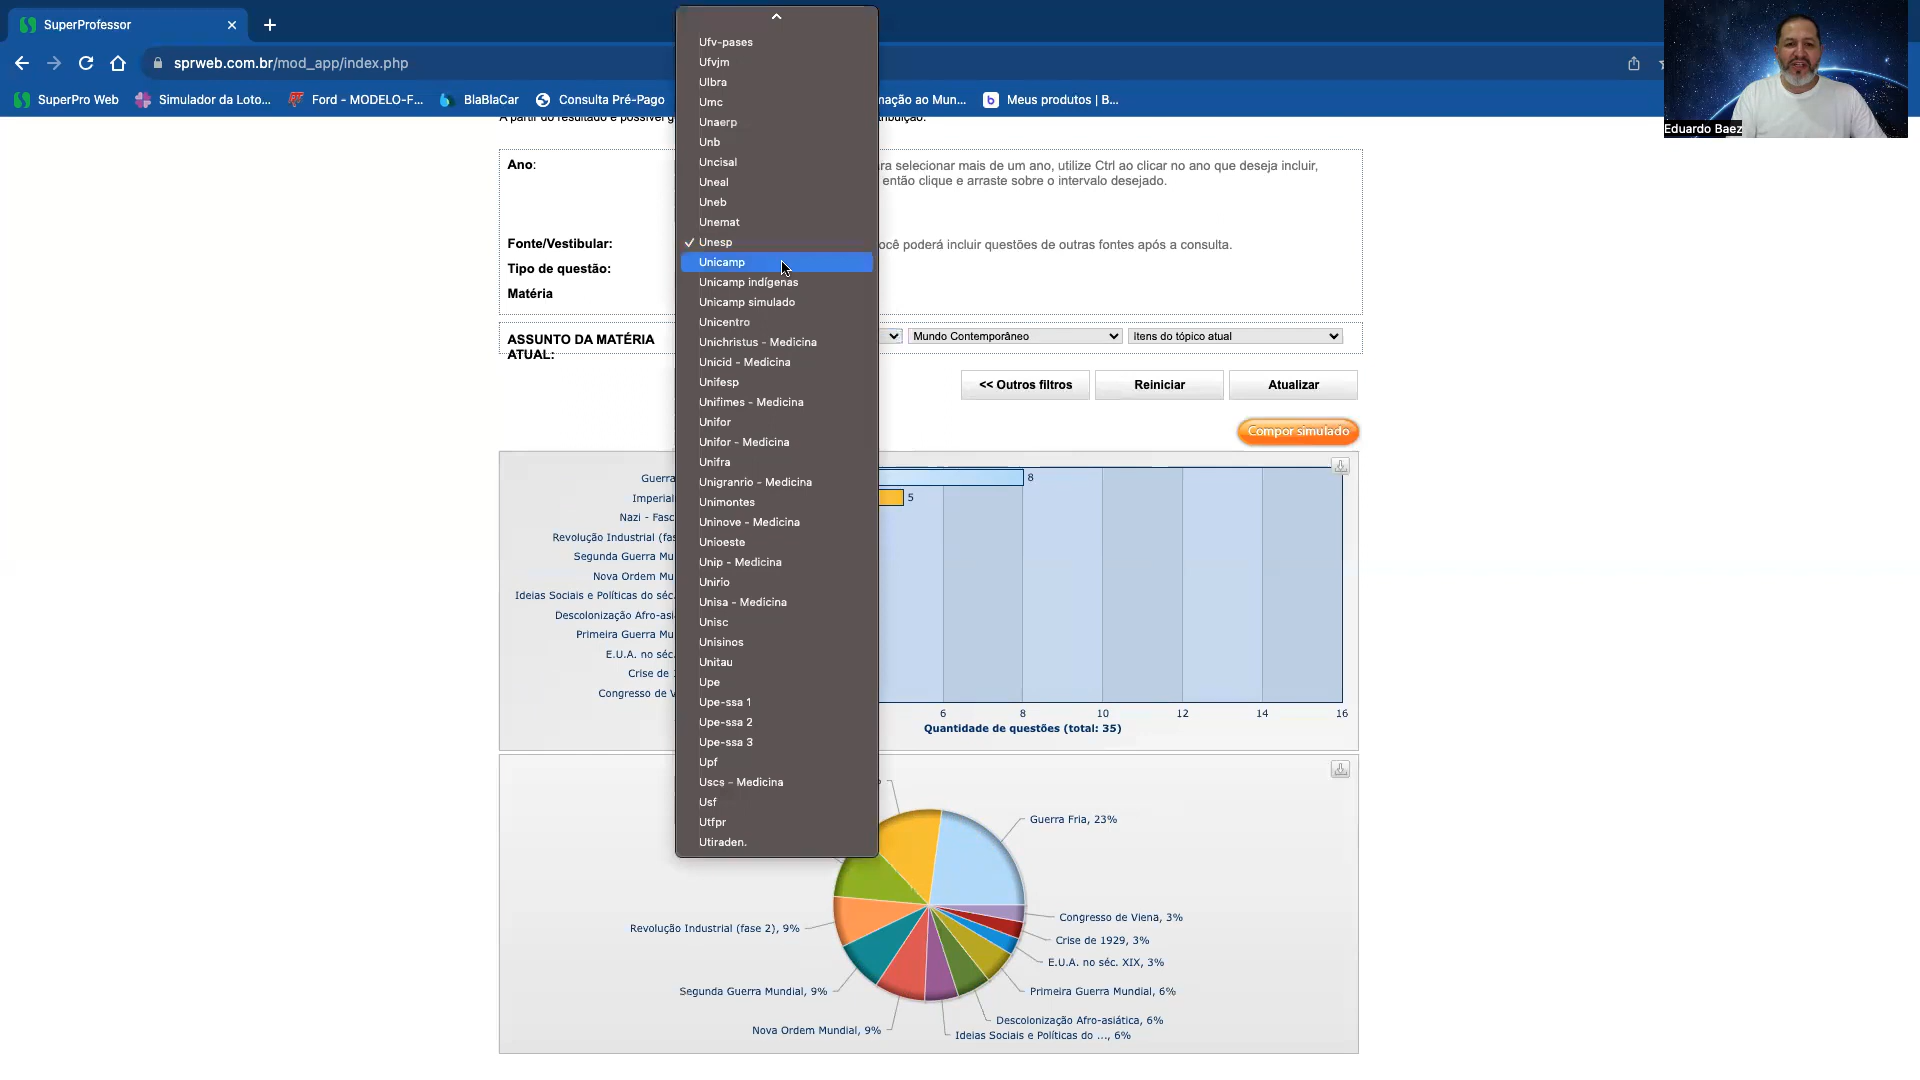 SuperProfessor
sprweb.com.br/mod_app/index.php
SuperPro Web
Simulador da Loto...
Ford - MODELO-F...
BlaBlaCar
Consulta Pré-Pago
mação ao Mun...
Meus produtos | B...
Eduardo Baez
A partir do resultado é possível g
tribuição.
Ano:
ra selecionar mais de um ano, utilize Ctrl ao clicar no ano que deseja incluir,
então clique e arraste sobre o intervalo desejado.
Fonte/Vestibular:
ocê poderá incluir questões de outras fontes após a consulta.
Tipo de questão:
Matéria
ASSUNTO DA MATÉRIA
ATUAL:
Mundo Contemporâneo
Itens do tópico atual
<< Outros filtros
Reiniciar
Atualizar
Compor simulado
Ufv-pases
Ufvjm
Ulbra
Umc
Unaerp
Unb
Uncisal
Uneal
Uneb
Unemat
✓ Unesp
Unicamp
Unicamp indígenas
Unicamp simulado
Unicentro
Unichristus - Medicina
Unicid - Medicina
Unifesp
Unifimes - Medicina
Unifor
Unifor - Medicina
Unifra
Unigranrio - Medicina
Unimontes
Uninove - Medicina
Unioeste
Unip - Medicina
Unirio
Unisa - Medicina
Unisc
Unisinos
Unitau
Upe
Upe-ssa 1
Upe-ssa 2
Upe-ssa 3
Upf
Uscs - Medicina
Usf
Utfpr
Utiraden.
Guerra
8
Imperial
5
Nazi - Fasc
Revolução Industrial (fas
Segunda Guerra Mu
Nova Ordem Mu
Ideias Sociais e Políticas do séc.
Descolonização Afro-asi
Primeira Guerra Mu
E.U.A. no séc.
Crise de 1
Congresso de V
6
8
10
12
14
16
Quantidade de questões (total: 35)
Guerra Fria, 23%
Congresso de Viena, 3%
Crise de 1929, 3%
E.U.A. no séc. XIX, 3%
Primeira Guerra Mundial, 6%
Descolonização Afro-asiática, 6%
Ideias Sociais e Políticas do ..., 6%
Nova Ordem Mundial, 9%
Segunda Guerra Mundial, 9%
Revolução Industrial (fase 2), 9%